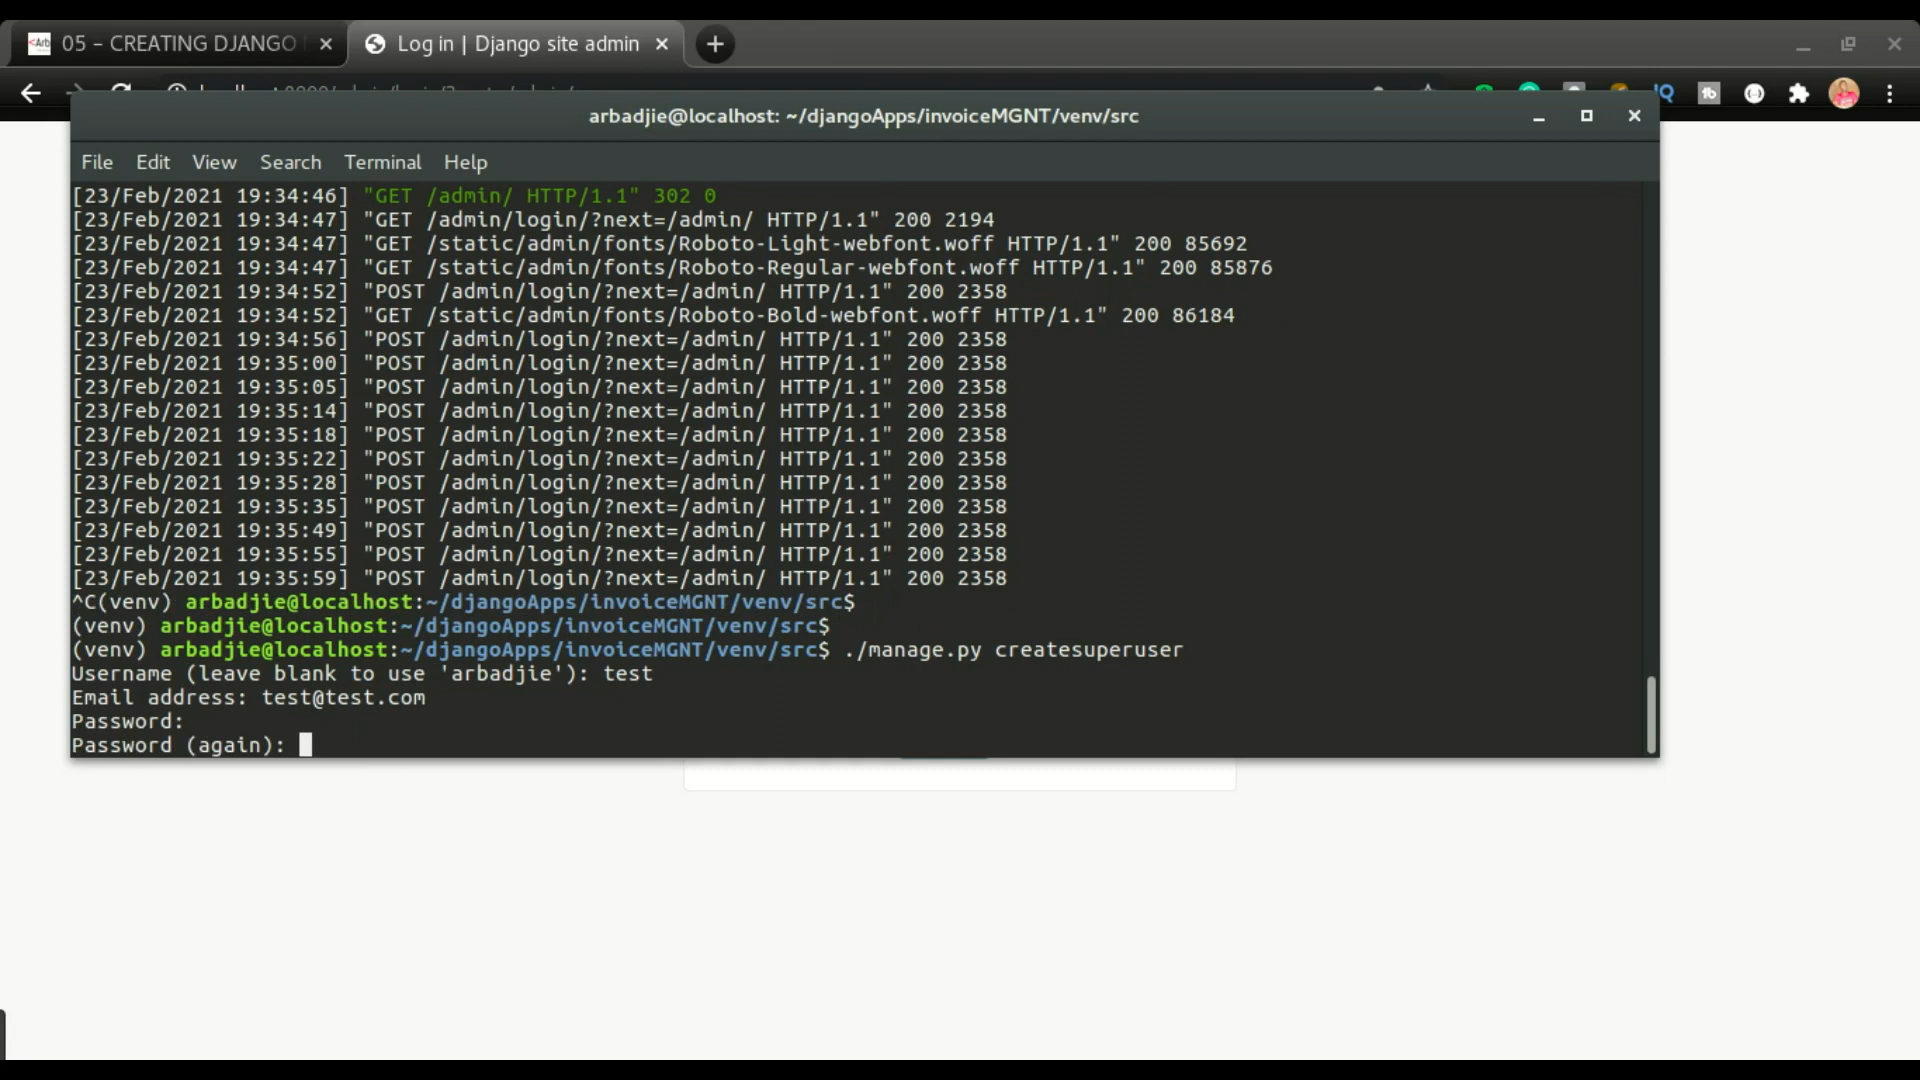 <Arb 05 – CREATING DJANGO
Log in | Django site admin
arbadjie@localhost: ~/djangoApps/invoiceMGNT/venv/src
File Edit View Search Terminal Help
[23/Feb/2021 19:34:46] "GET /admin/ HTTP/1.1" 302 0
[23/Feb/2021 19:34:47] "GET /admin/login/?next=/admin/ HTTP/1.1" 200 2194
[23/Feb/2021 19:34:47] "GET /static/admin/fonts/Roboto-Light-webfont.woff HTTP/1.1" 200 85692
[23/Feb/2021 19:34:47] "GET /static/admin/fonts/Roboto-Regular-webfont.woff HTTP/1.1" 200 85876
[23/Feb/2021 19:34:52] "POST /admin/login/?next=/admin/ HTTP/1.1" 200 2358
[23/Feb/2021 19:34:52] "GET /static/admin/fonts/Roboto-Bold-webfont.woff HTTP/1.1" 200 86184
[23/Feb/2021 19:34:56] "POST /admin/login/?next=/admin/ HTTP/1.1" 200 2358
[23/Feb/2021 19:35:00] "POST /admin/login/?next=/admin/ HTTP/1.1" 200 2358
[23/Feb/2021 19:35:05] "POST /admin/login/?next=/admin/ HTTP/1.1" 200 2358
[23/Feb/2021 19:35:14] "POST /admin/login/?next=/admin/ HTTP/1.1" 200 2358
[23/Feb/2021 19:35:18] "POST /admin/login/?next=/admin/ HTTP/1.1" 200 2358
[23/Feb/2021 19:35:22] "POST /admin/login/?next=/admin/ HTTP/1.1" 200 2358
[23/Feb/2021 19:35:28] "POST /admin/login/?next=/admin/ HTTP/1.1" 200 2358
[23/Feb/2021 19:35:35] "POST /admin/login/?next=/admin/ HTTP/1.1" 200 2358
[23/Feb/2021 19:35:49] "POST /admin/login/?next=/admin/ HTTP/1.1" 200 2358
[23/Feb/2021 19:35:55] "POST /admin/login/?next=/admin/ HTTP/1.1" 200 2358
[23/Feb/2021 19:35:59] "POST /admin/login/?next=/admin/ HTTP/1.1" 200 2358
^C(venv) arbadjie@localhost:~/djangoApps/invoiceMGNT/venv/src$
(venv) arbadjie@localhost:~/djangoApps/invoiceMGNT/venv/src$
(venv) arbadjie@localhost:~/djangoApps/invoiceMGNT/venv/src$ ./manage.py createsuperuser
Username (leave blank to use 'arbadjie'): test
Email address: test@test.com
Password:
Password (again):